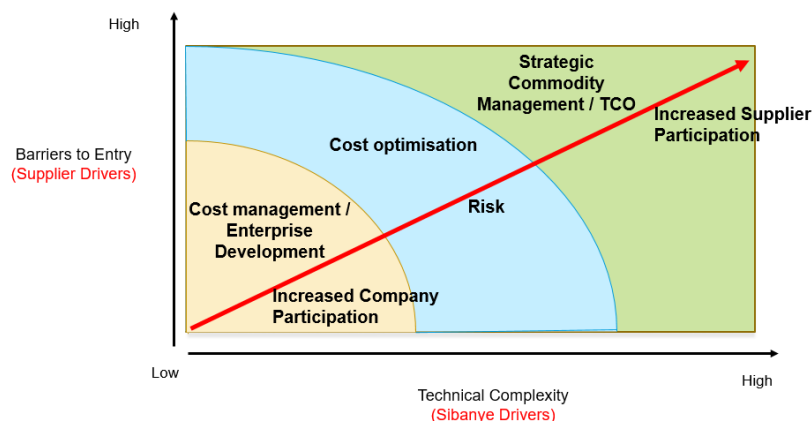 High
Strategic
Commodity
Management / TCO
Increased Supplier
Participation
Cost optimisation
Barriers to Entry
(Supplier Drivers)
Risk
Cost management /
Enterprise
Development
Increased Company
Participation
Low
High
Technical Complexity
(Sibanye Drivers)